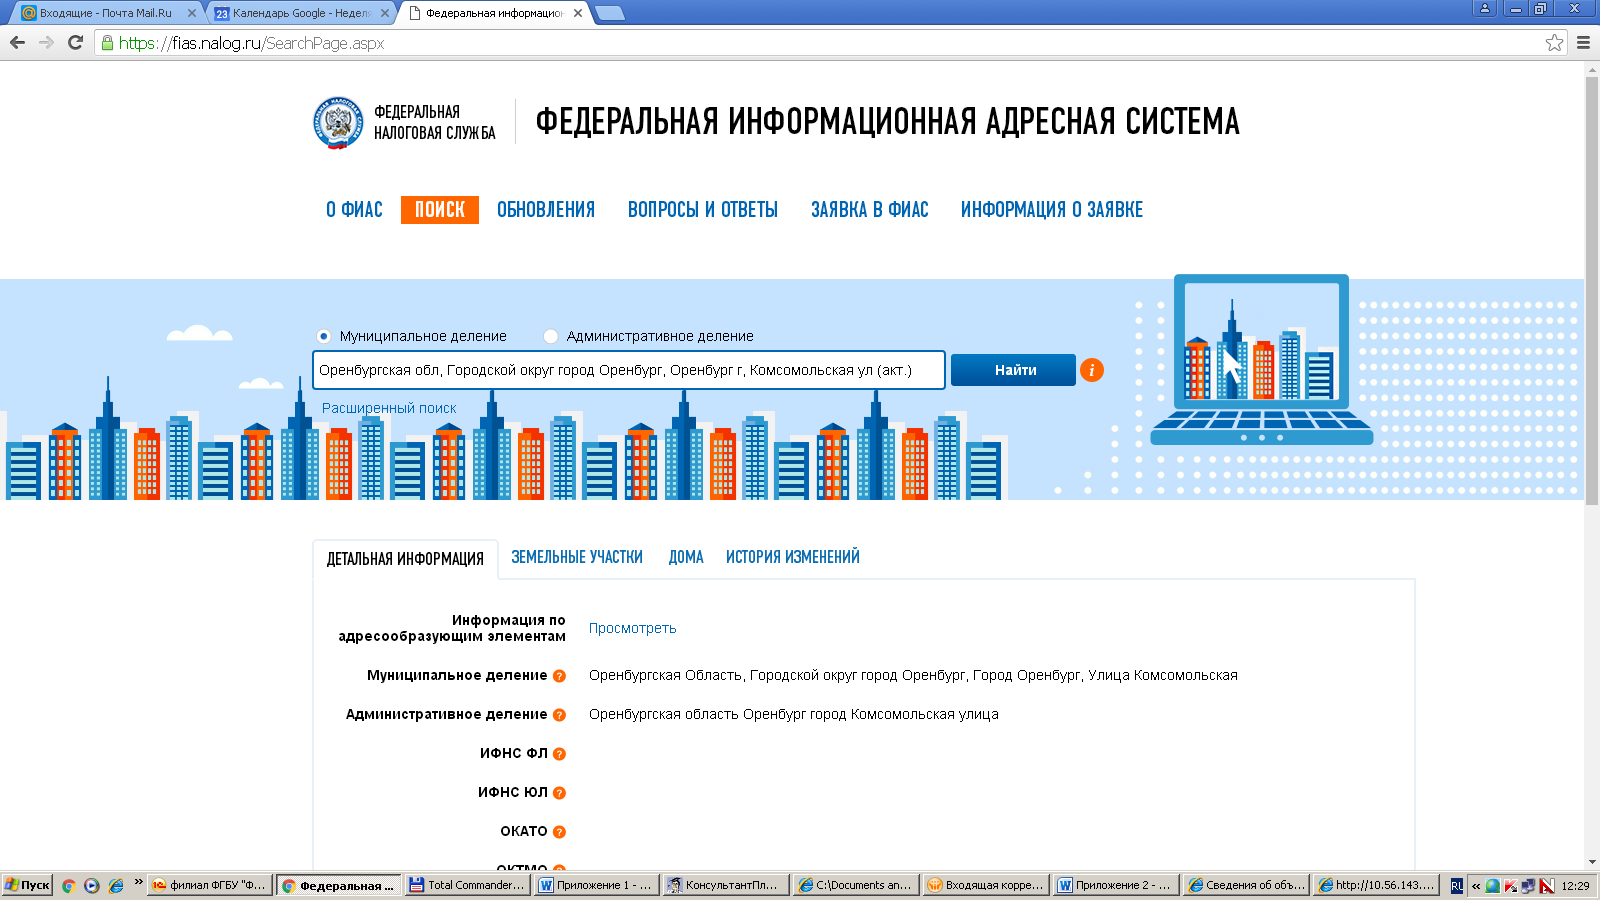 Входящие - Почта Mail.Ru
23 Календарь Google - Неделя
Федеральная информацион
https://fias.nalog.ru/SearchPage.aspx
ФЕДЕРАЛЬНАЯ
НАЛОГОВАЯ СЛУЖБА
ФЕДЕРАЛЬНАЯ ИНФОРМАЦИОННАЯ АДРЕСНАЯ СИСТЕМА
О ФИАС ПОИСК ОБНОВЛЕНИЯ ВОПРОСЫ И ОТВЕТЫ ЗАЯВКА В ФИАС ИНФОРМАЦИЯ О ЗАЯВКЕ
Муниципальное деление Административное деление
Оренбургская обл, Городской округ город Оренбург, Оренбург г, Комсомольская ул (акт.)
Найти
i
Расширенный поиск
ДЕТАЛЬНАЯ ИНФОРМАЦИЯ ЗЕМЕЛЬНЫЕ УЧАСТКИ ДОМА ИСТОРИЯ ИЗМЕНЕНИЙ
Информация по
адресообразующим элементам
Просмотреть
Муниципальное деление ? Оренбургская Область, Городской округ город Оренбург, Город Оренбург, Улица Комсомольская
Административное деление ? Оренбургская область Оренбург город Комсомольская улица
ИФНС ФЛ ?
ИФНС ЮЛ ?
ОКАТО ?
ОКТМО
Пуск
» филиал ФГБУ "Ф...
Федеральная ...
Total Commander...
Приложение 1 - ...
КонсультантПл...
C:\Documents an...
Входящая корре...
Приложение 2 - ...
Сведения об объ...
http://10.56.143....
RU « 12:29